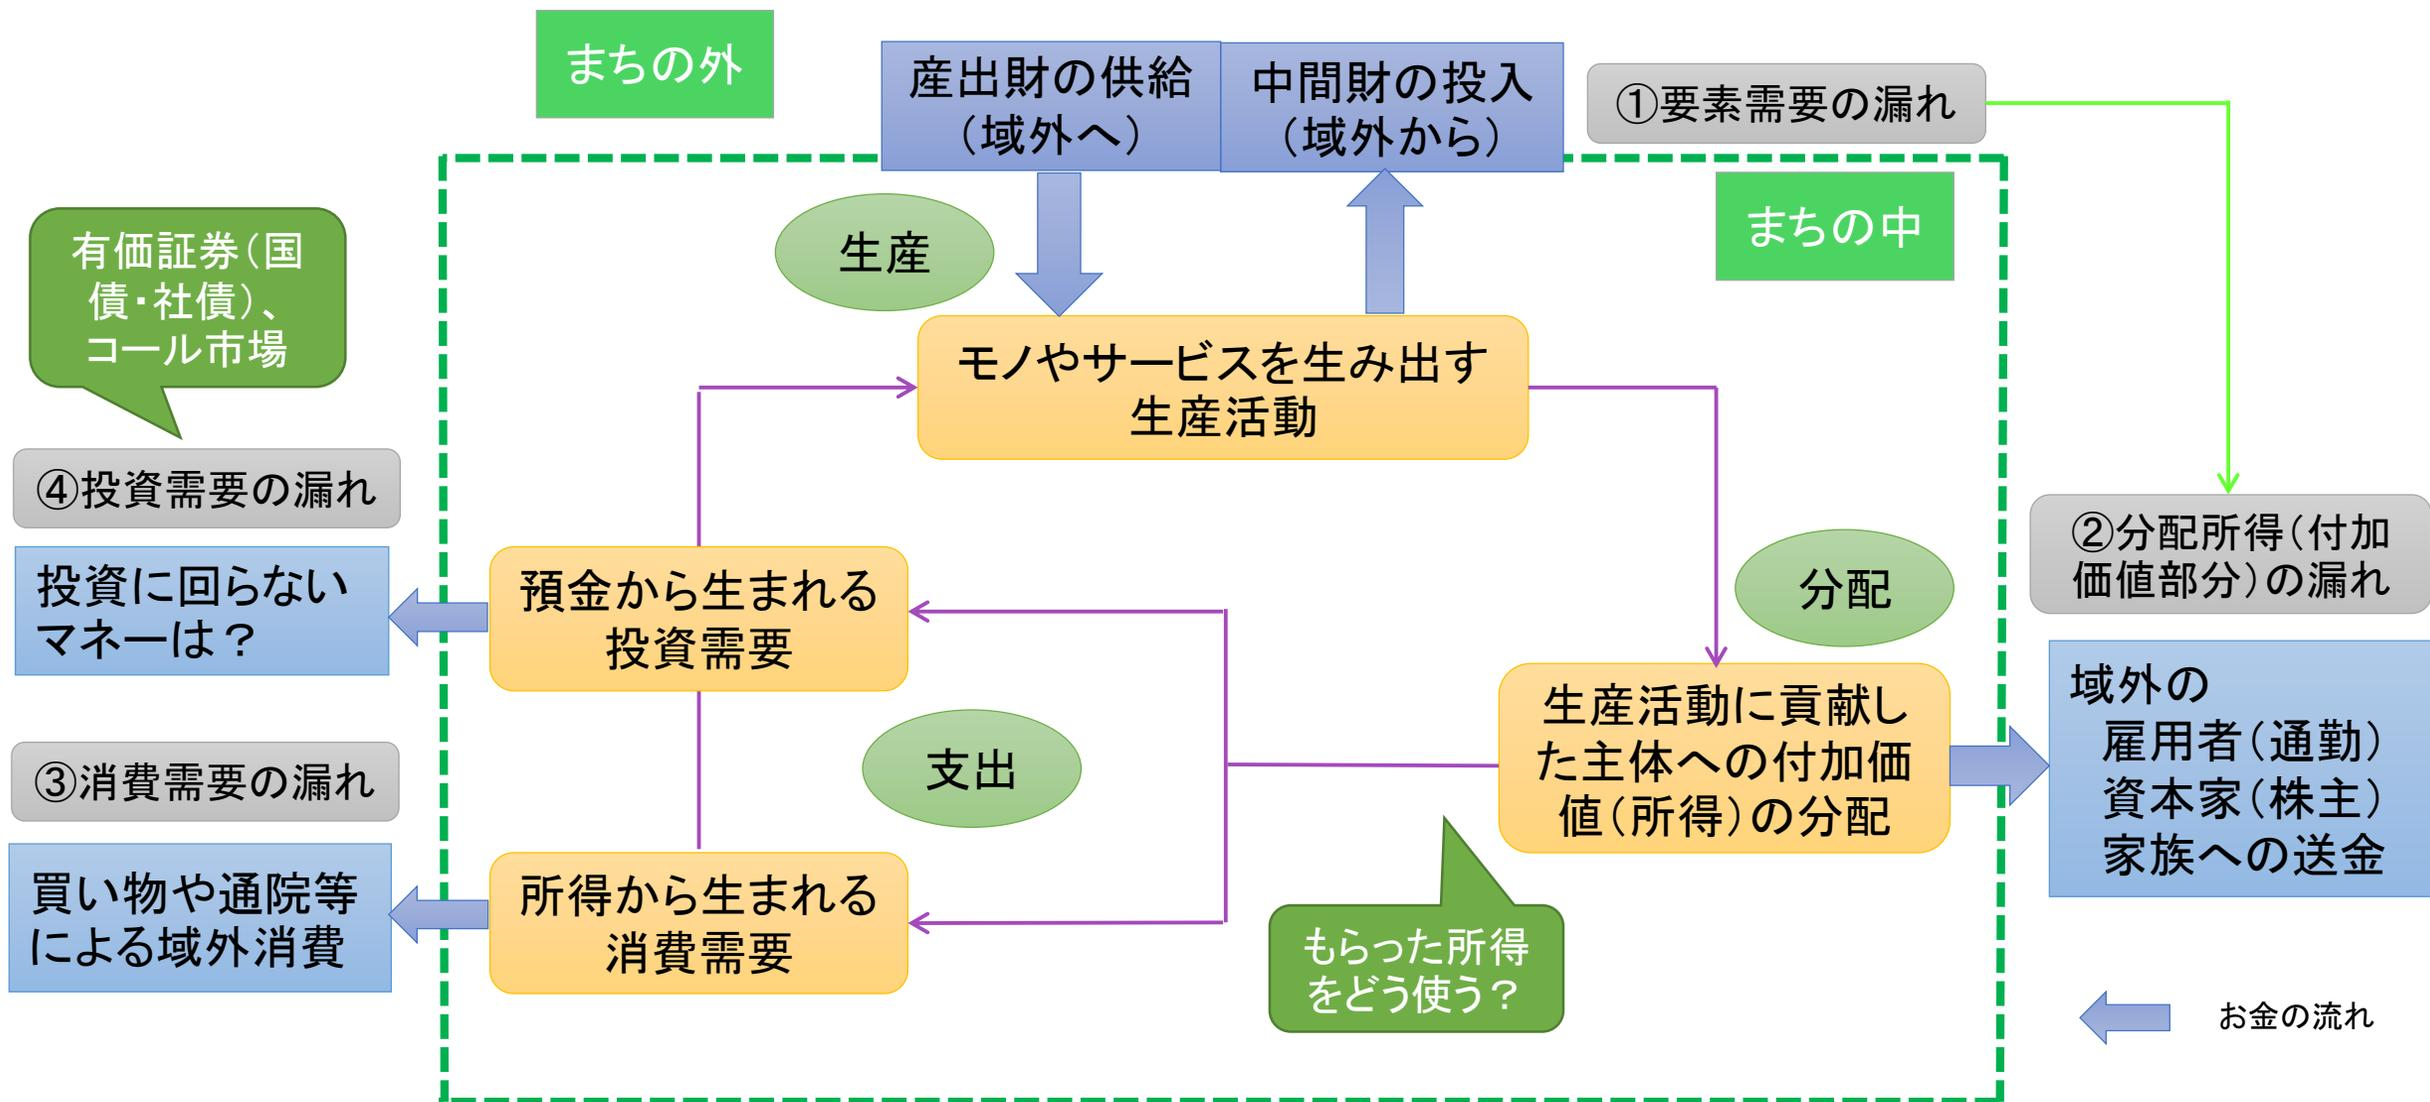 まちの外
産出財の供給
（域外へ）
中間財の投入
（域外から）
①要素需要の漏れ
まちの中
有価証券（国
債・社債）、
コール市場
生産
モノやサービスを生み出す
生産活動
④投資需要の漏れ
②分配所得（付加
価値部分）の漏れ
投資に回らない
マネーは？
預金から生まれる
投資需要
分配
生産活動に貢献し
た主体への付加価
値（所得）の分配
域外の
雇用者（通勤）
資本家（株主）
家族への送金
③消費需要の漏れ
支出
買い物や通院等
による域外消費
所得から生まれる
消費需要
もらった所得
をどう使う？
お金の流れ